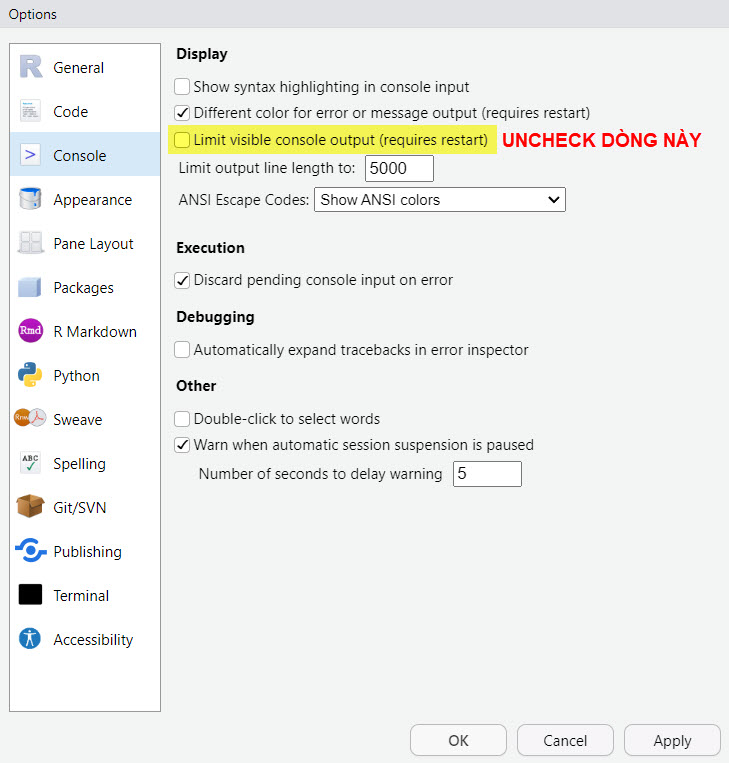 Options
General
Code
Console
Appearance
Pane Layout
Packages
Rmd R Markdown
Python
Rnw Sweave
ABC Spelling
Git/SVN
Publishing
Terminal
Accessibility
Display
Show syntax highlighting in console input
Different color for error or message output (requires restart)
Limit visible console output (requires restart) UNCHECK DÒNG NÀY
Limit output line length to: 5000
ANSI Escape Codes: Show ANSI colors
Execution
Discard pending console input on error
Debugging
Automatically expand tracebacks in error inspector
Other
Double-click to select words
Warn when automatic session suspension is paused
Number of seconds to delay warning 5
OK Cancel Apply